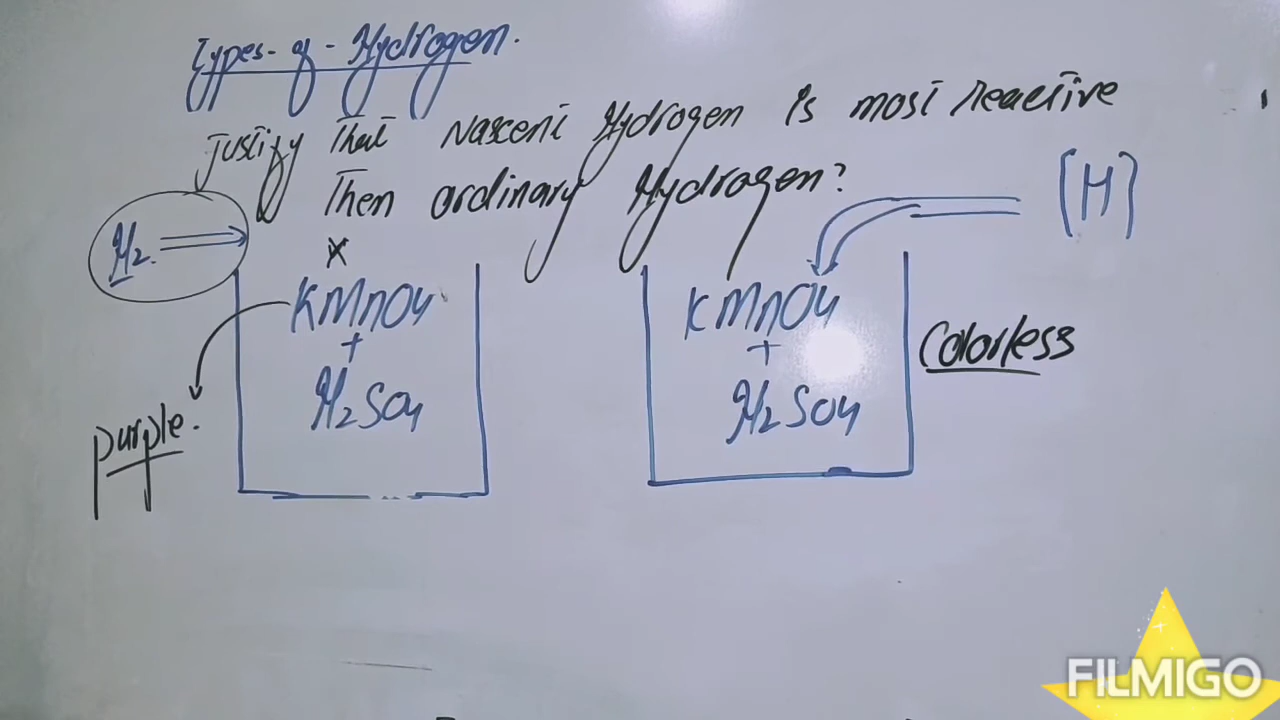 Types-of-Hydrogen.
Justify That Nascent Hydrogen is most reactive
Then ordinary Hydrogen?
[H]
H2
x
KMnO4
+
H2SO4
purple.
KMnO4
+
H2SO4
Colorless
FILMIGO